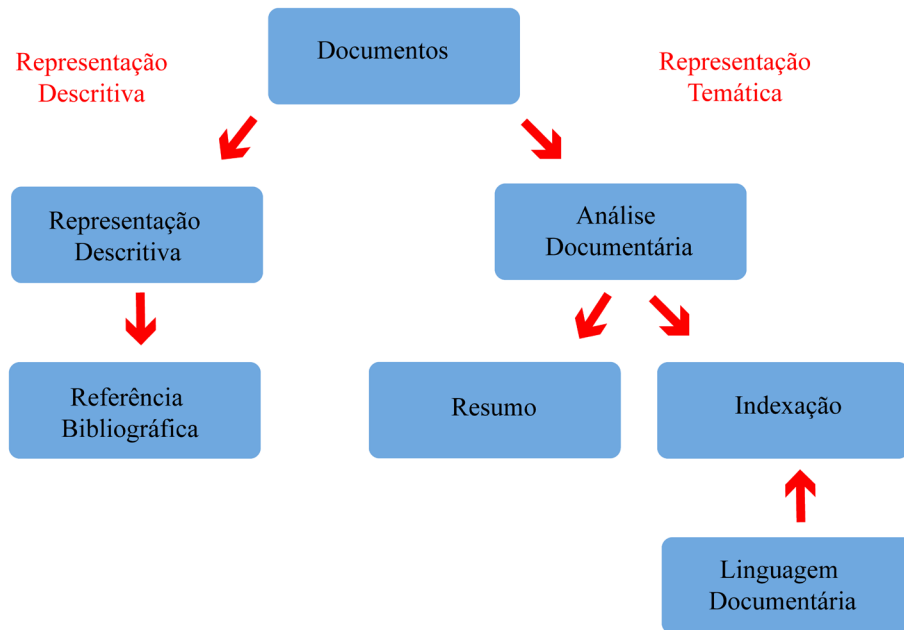 Documentos
Representação
Descritiva
Representação
Temática
Representação
Descritiva
Análise
Documentária
Referência
Bibliográfica
Resumo
Indexação
Linguagem
Documentária